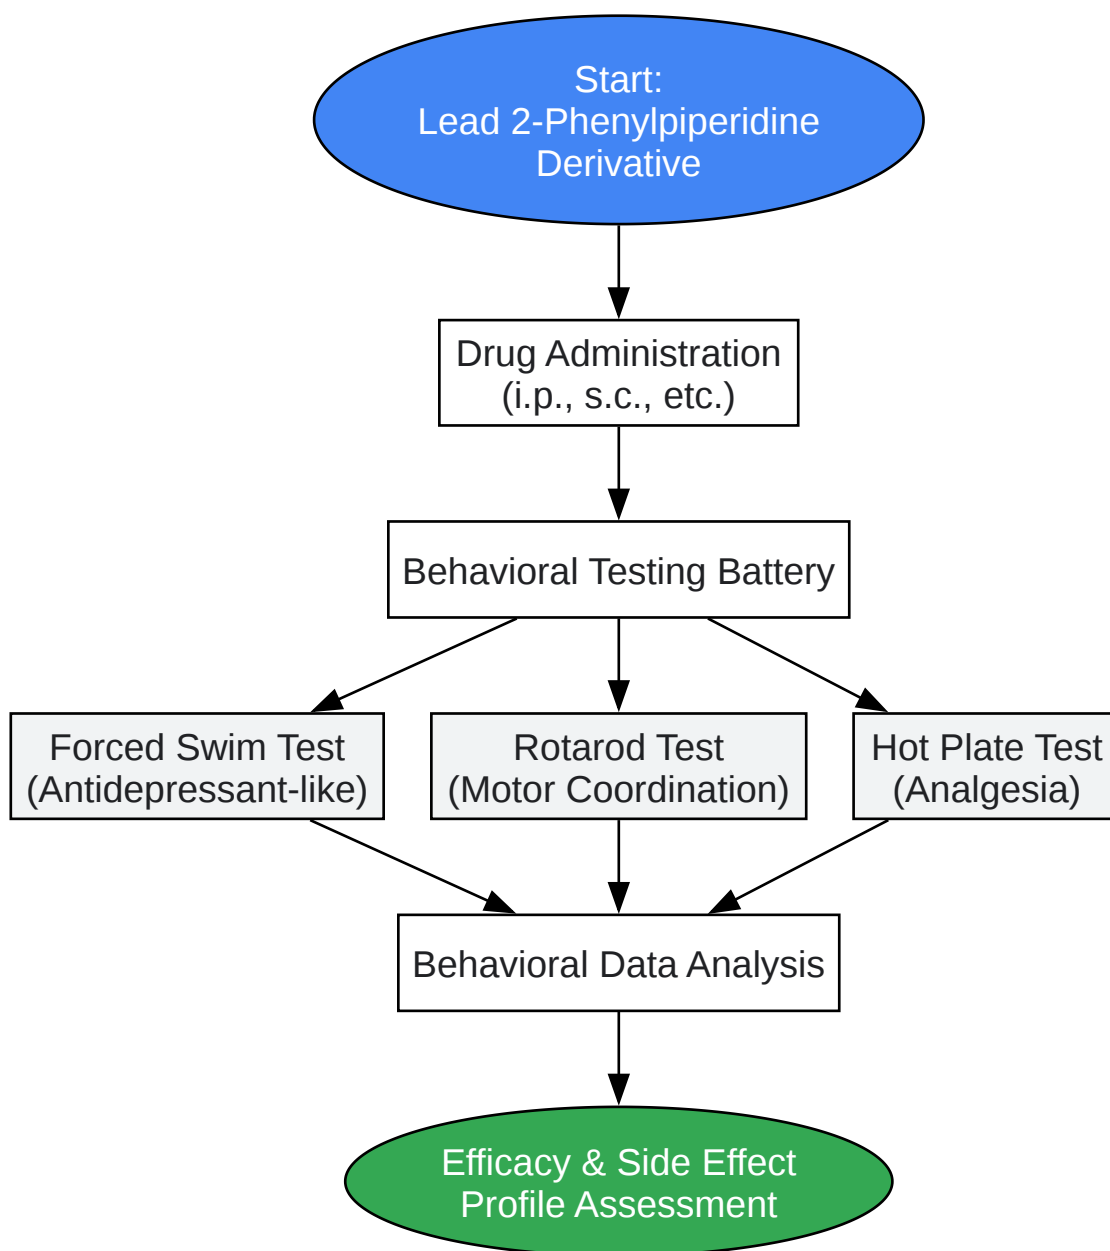 Start:
Lead 2-Phenylpiperidine
Derivative
Drug Administration
(i.p., s.c., etc.)
Behavioral Testing Battery
Forced Swim Test
(Antidepressant-like)
Rotarod Test
(Motor Coordination)
Hot Plate Test
(Analgesia)
Behavioral Data Analysis
Efficacy & Side Effect
Profile Assessment